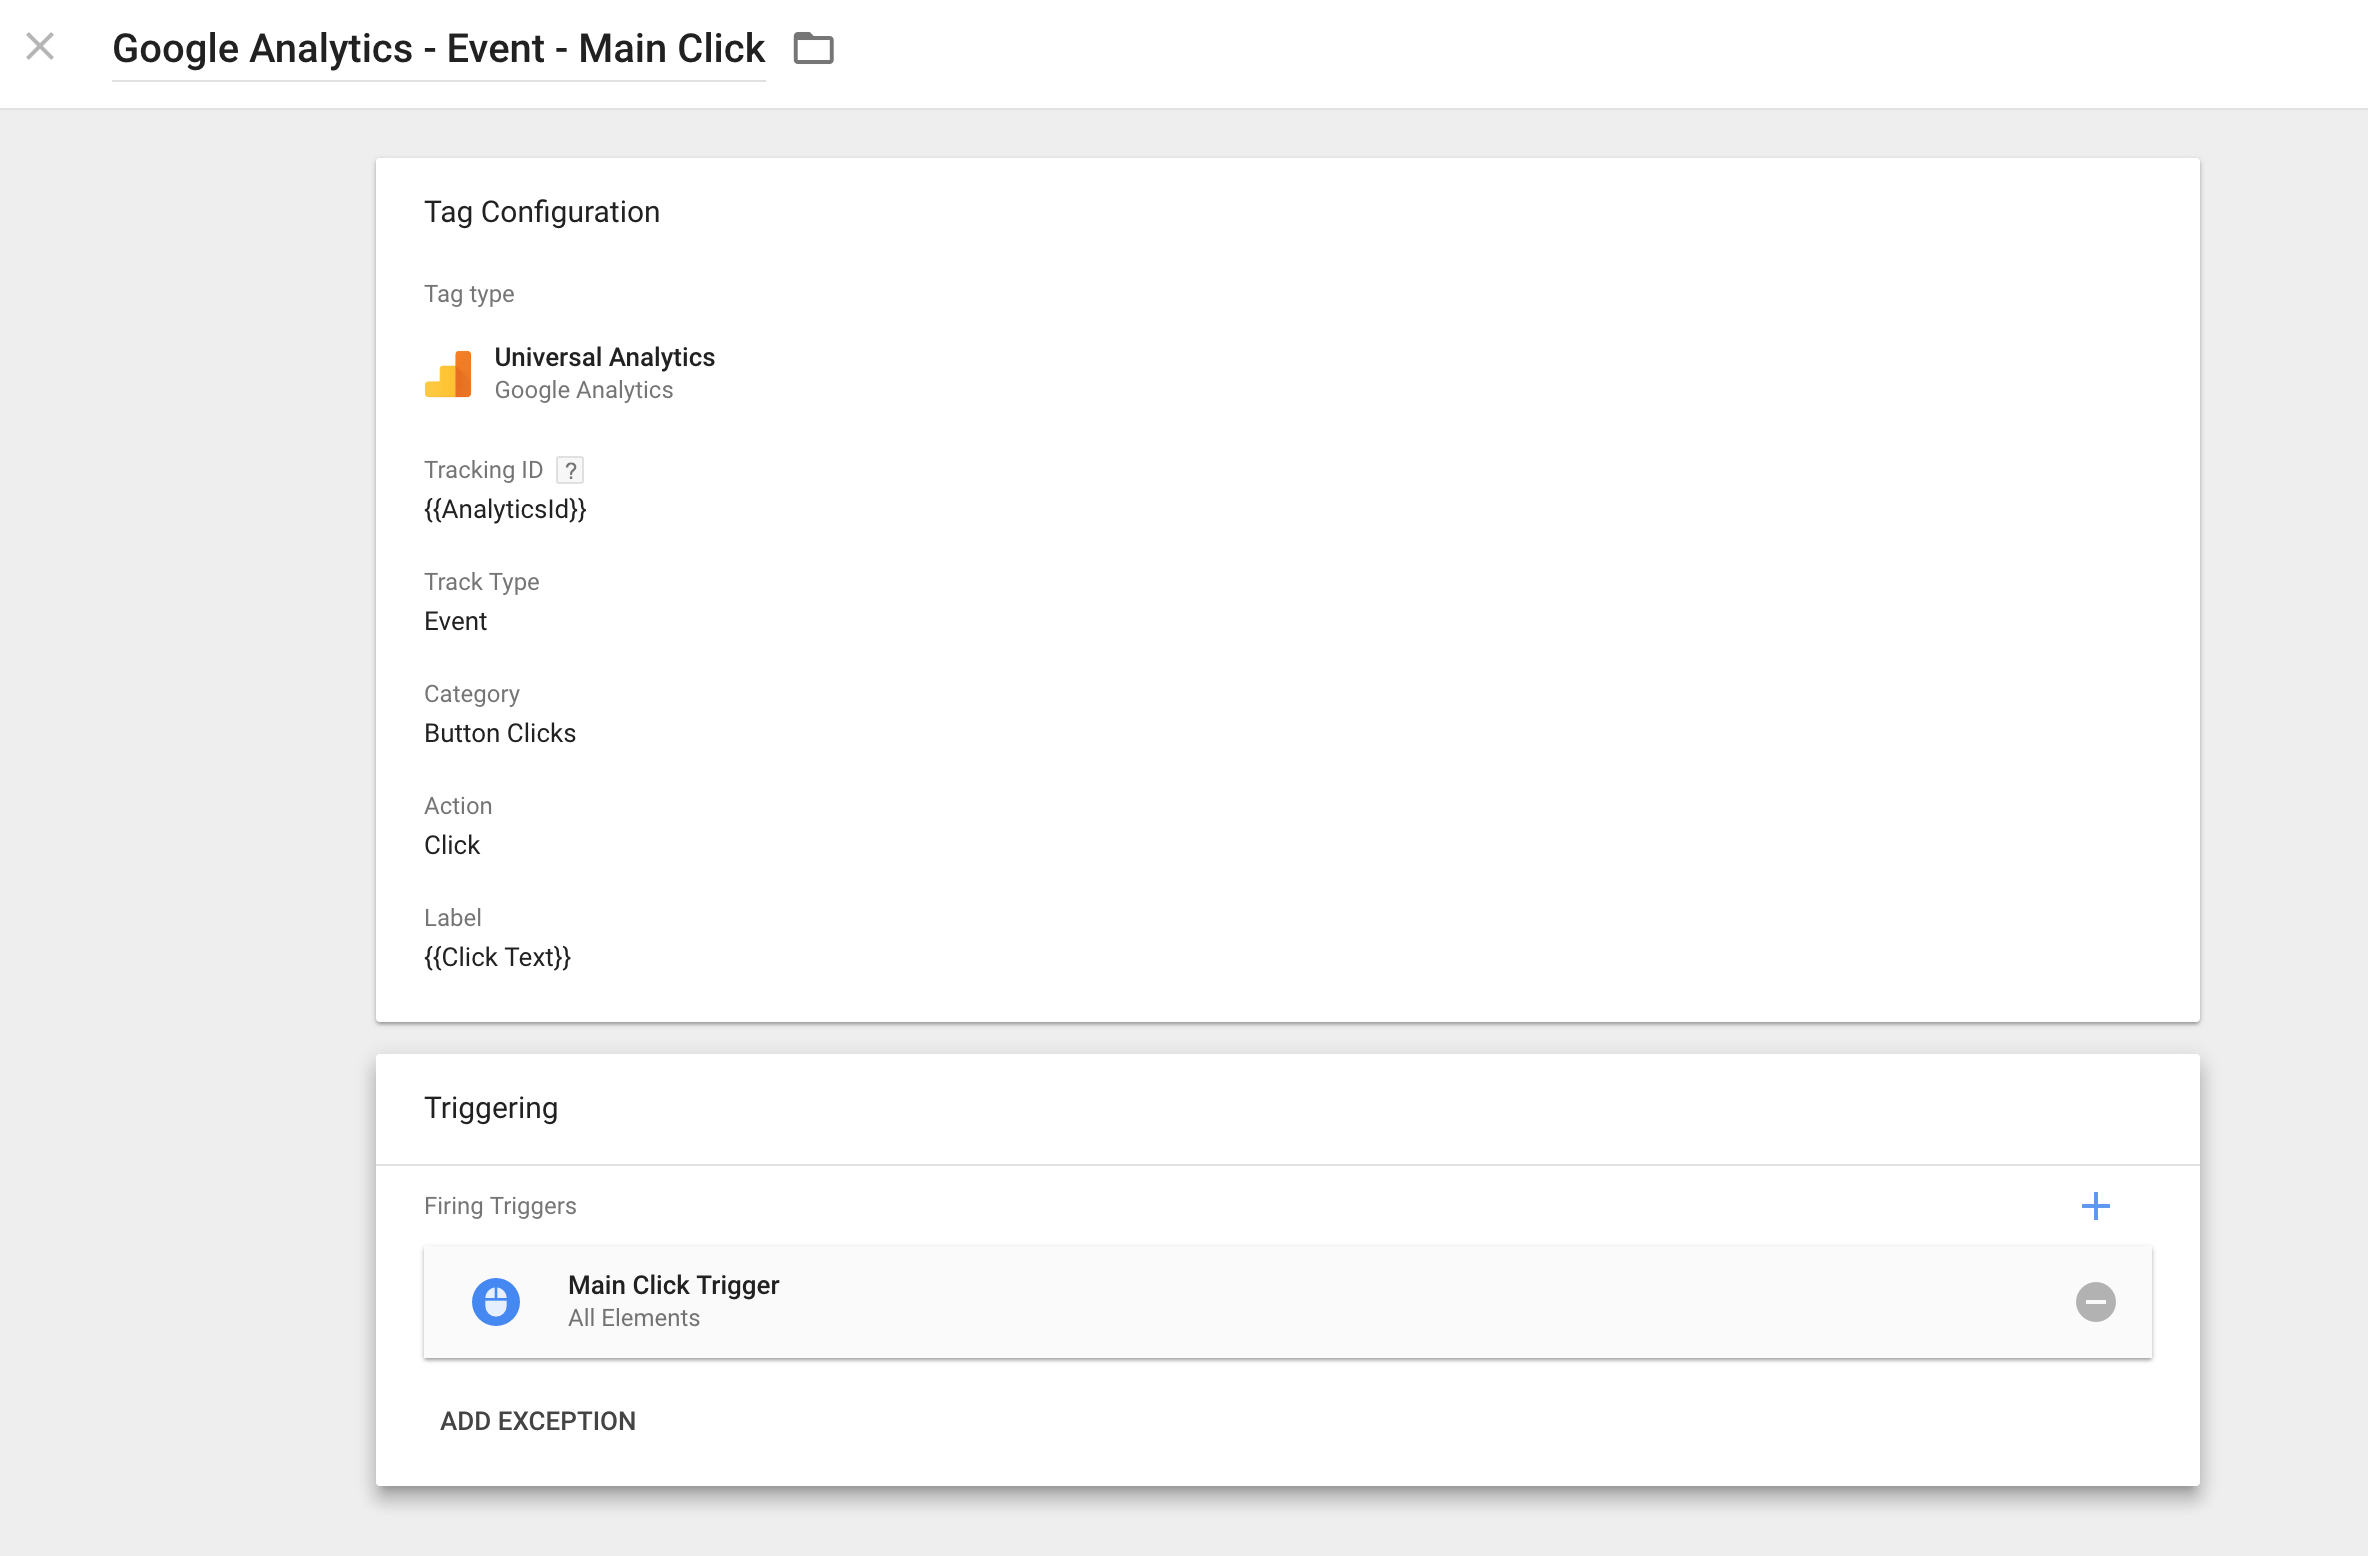 Google Analytics - Event - Main Click
Tag Configuration
Tag type
Universal Analytics
Google Analytics
Tracking ID ?
{{AnalyticsId}}
Track Type
Event
Category
Button Clicks
Action
Click
Label
{{Click Text}}
Triggering
Firing Triggers
Main Click Trigger
All Elements
ADD EXCEPTION